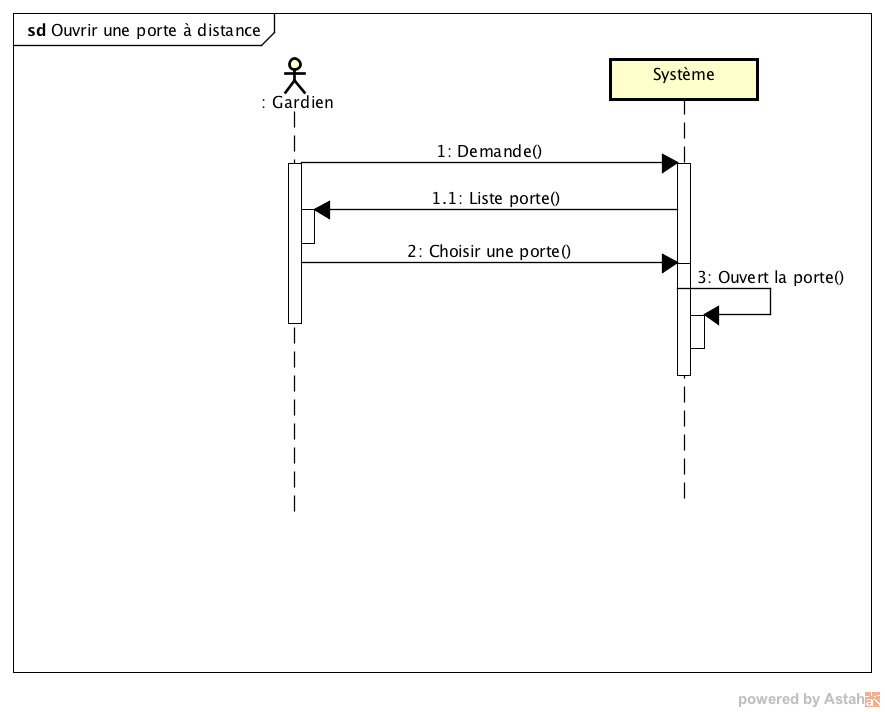 sd Ouvrir une porte à distance
: Gardien
Système
1: Demande()
1.1: Liste porte()
2: Choisir une porte()
3: Ouvert la porte()
powered by Astah